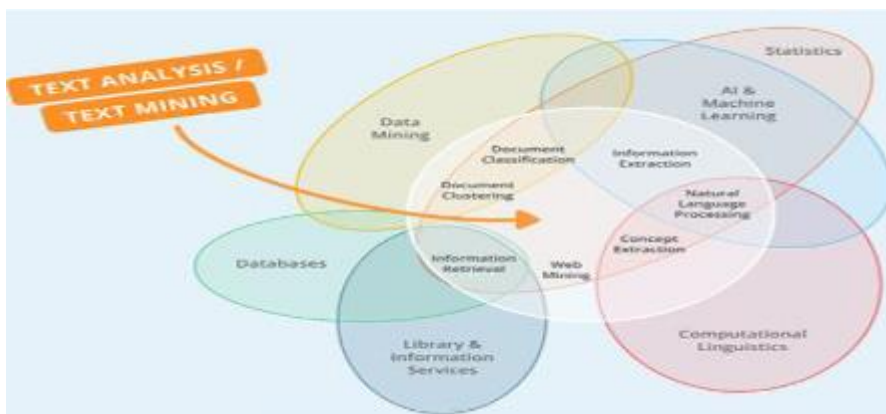 TEXT ANALYSIS /
TEXT MINING
Statistics
AI &
Machine
Learning
Data
Mining
Document
Classification
Information
Extraction
Document
Clustering
Natural
Language
Processing
Concept
Extraction
Databases
Information
Retrieval
Web
Mining
Library &
Information
Services
Computational
Linguistics